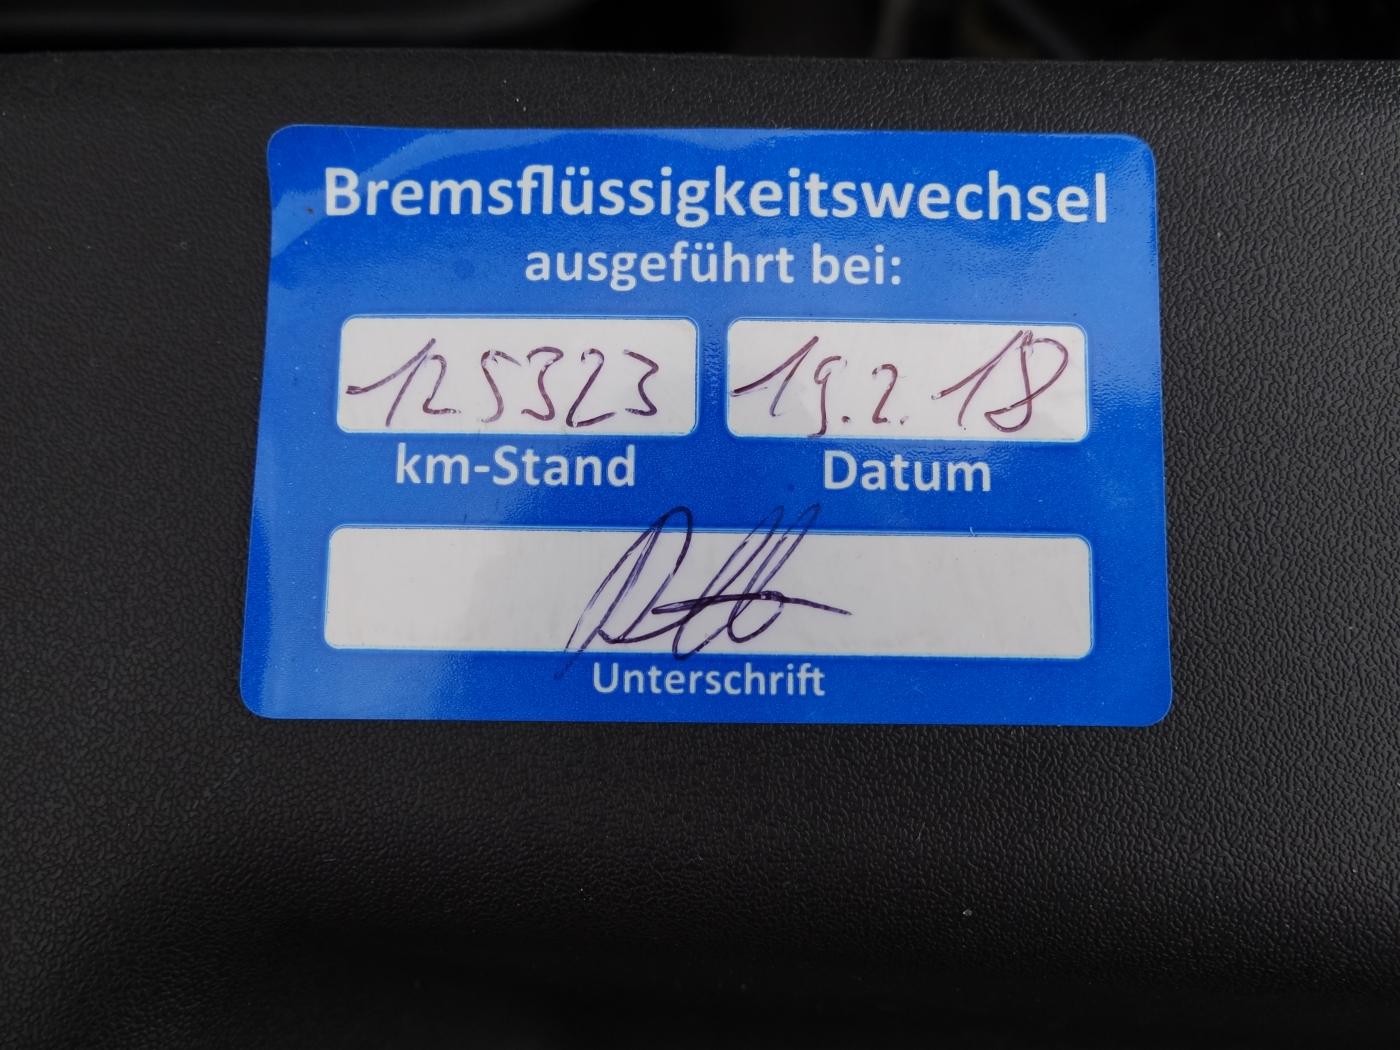 Bremsflüssigkeitswechsel
ausgeführt bei:
125323 19.2.18
km-Stand Datum
Unterschrift